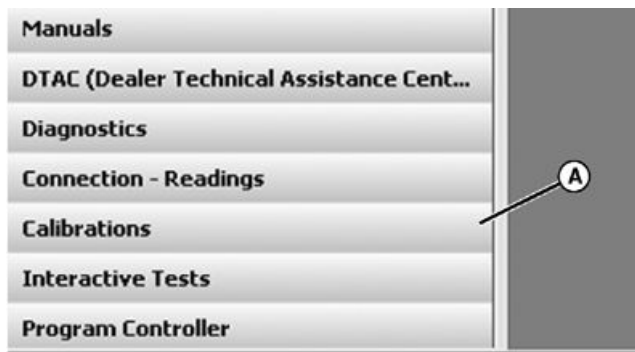 Manuals
DTAC (Dealer Technical Assistance Cent...
Diagnostics
Connection - Readings
A
Calibrations
Interactive Tests
Program Controller